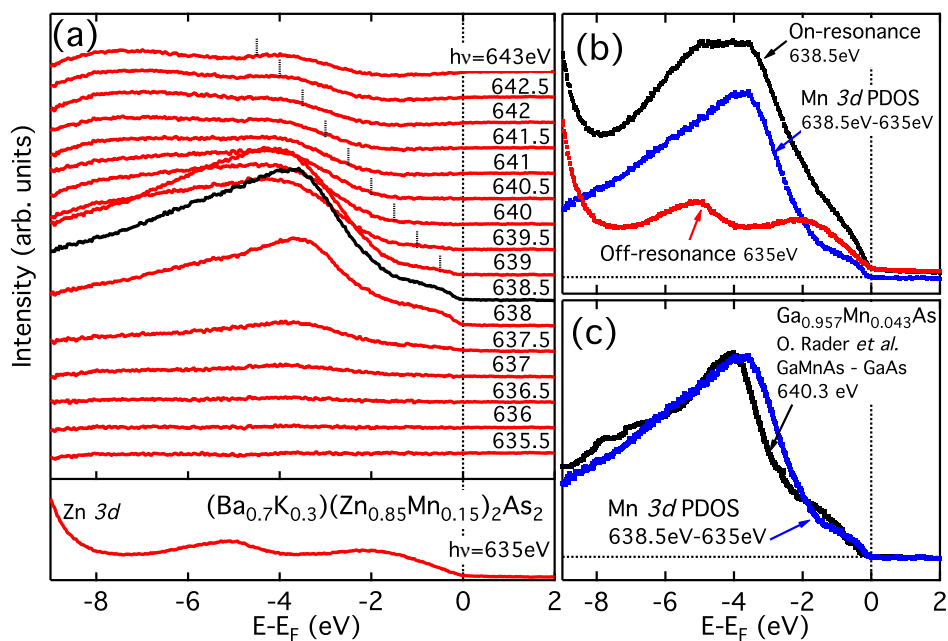 (a)
hν=643eV
642.5
642
641.5
641
640.5
640
639.5
639
638.5
638
637.5
637
636.5
636
635.5
Intensity (arb. units)
Zn 3d
(Ba0.7K0.3)(Zn0.85Mn0.15)2As2
hν=635eV
-8 -6 -4 -2 0 2
E-EF (eV)
(b)
On-resonance
638.5eV
Mn 3d PDOS
638.5eV-635eV
Off-resonance 635eV
(c)
Ga0.957Mn0.043As
O. Rader et al.
GaMnAs - GaAs
640.3 eV
Mn 3d PDOS
638.5eV-635eV
-8 -6 -4 -2 0 2
E-EF (eV)